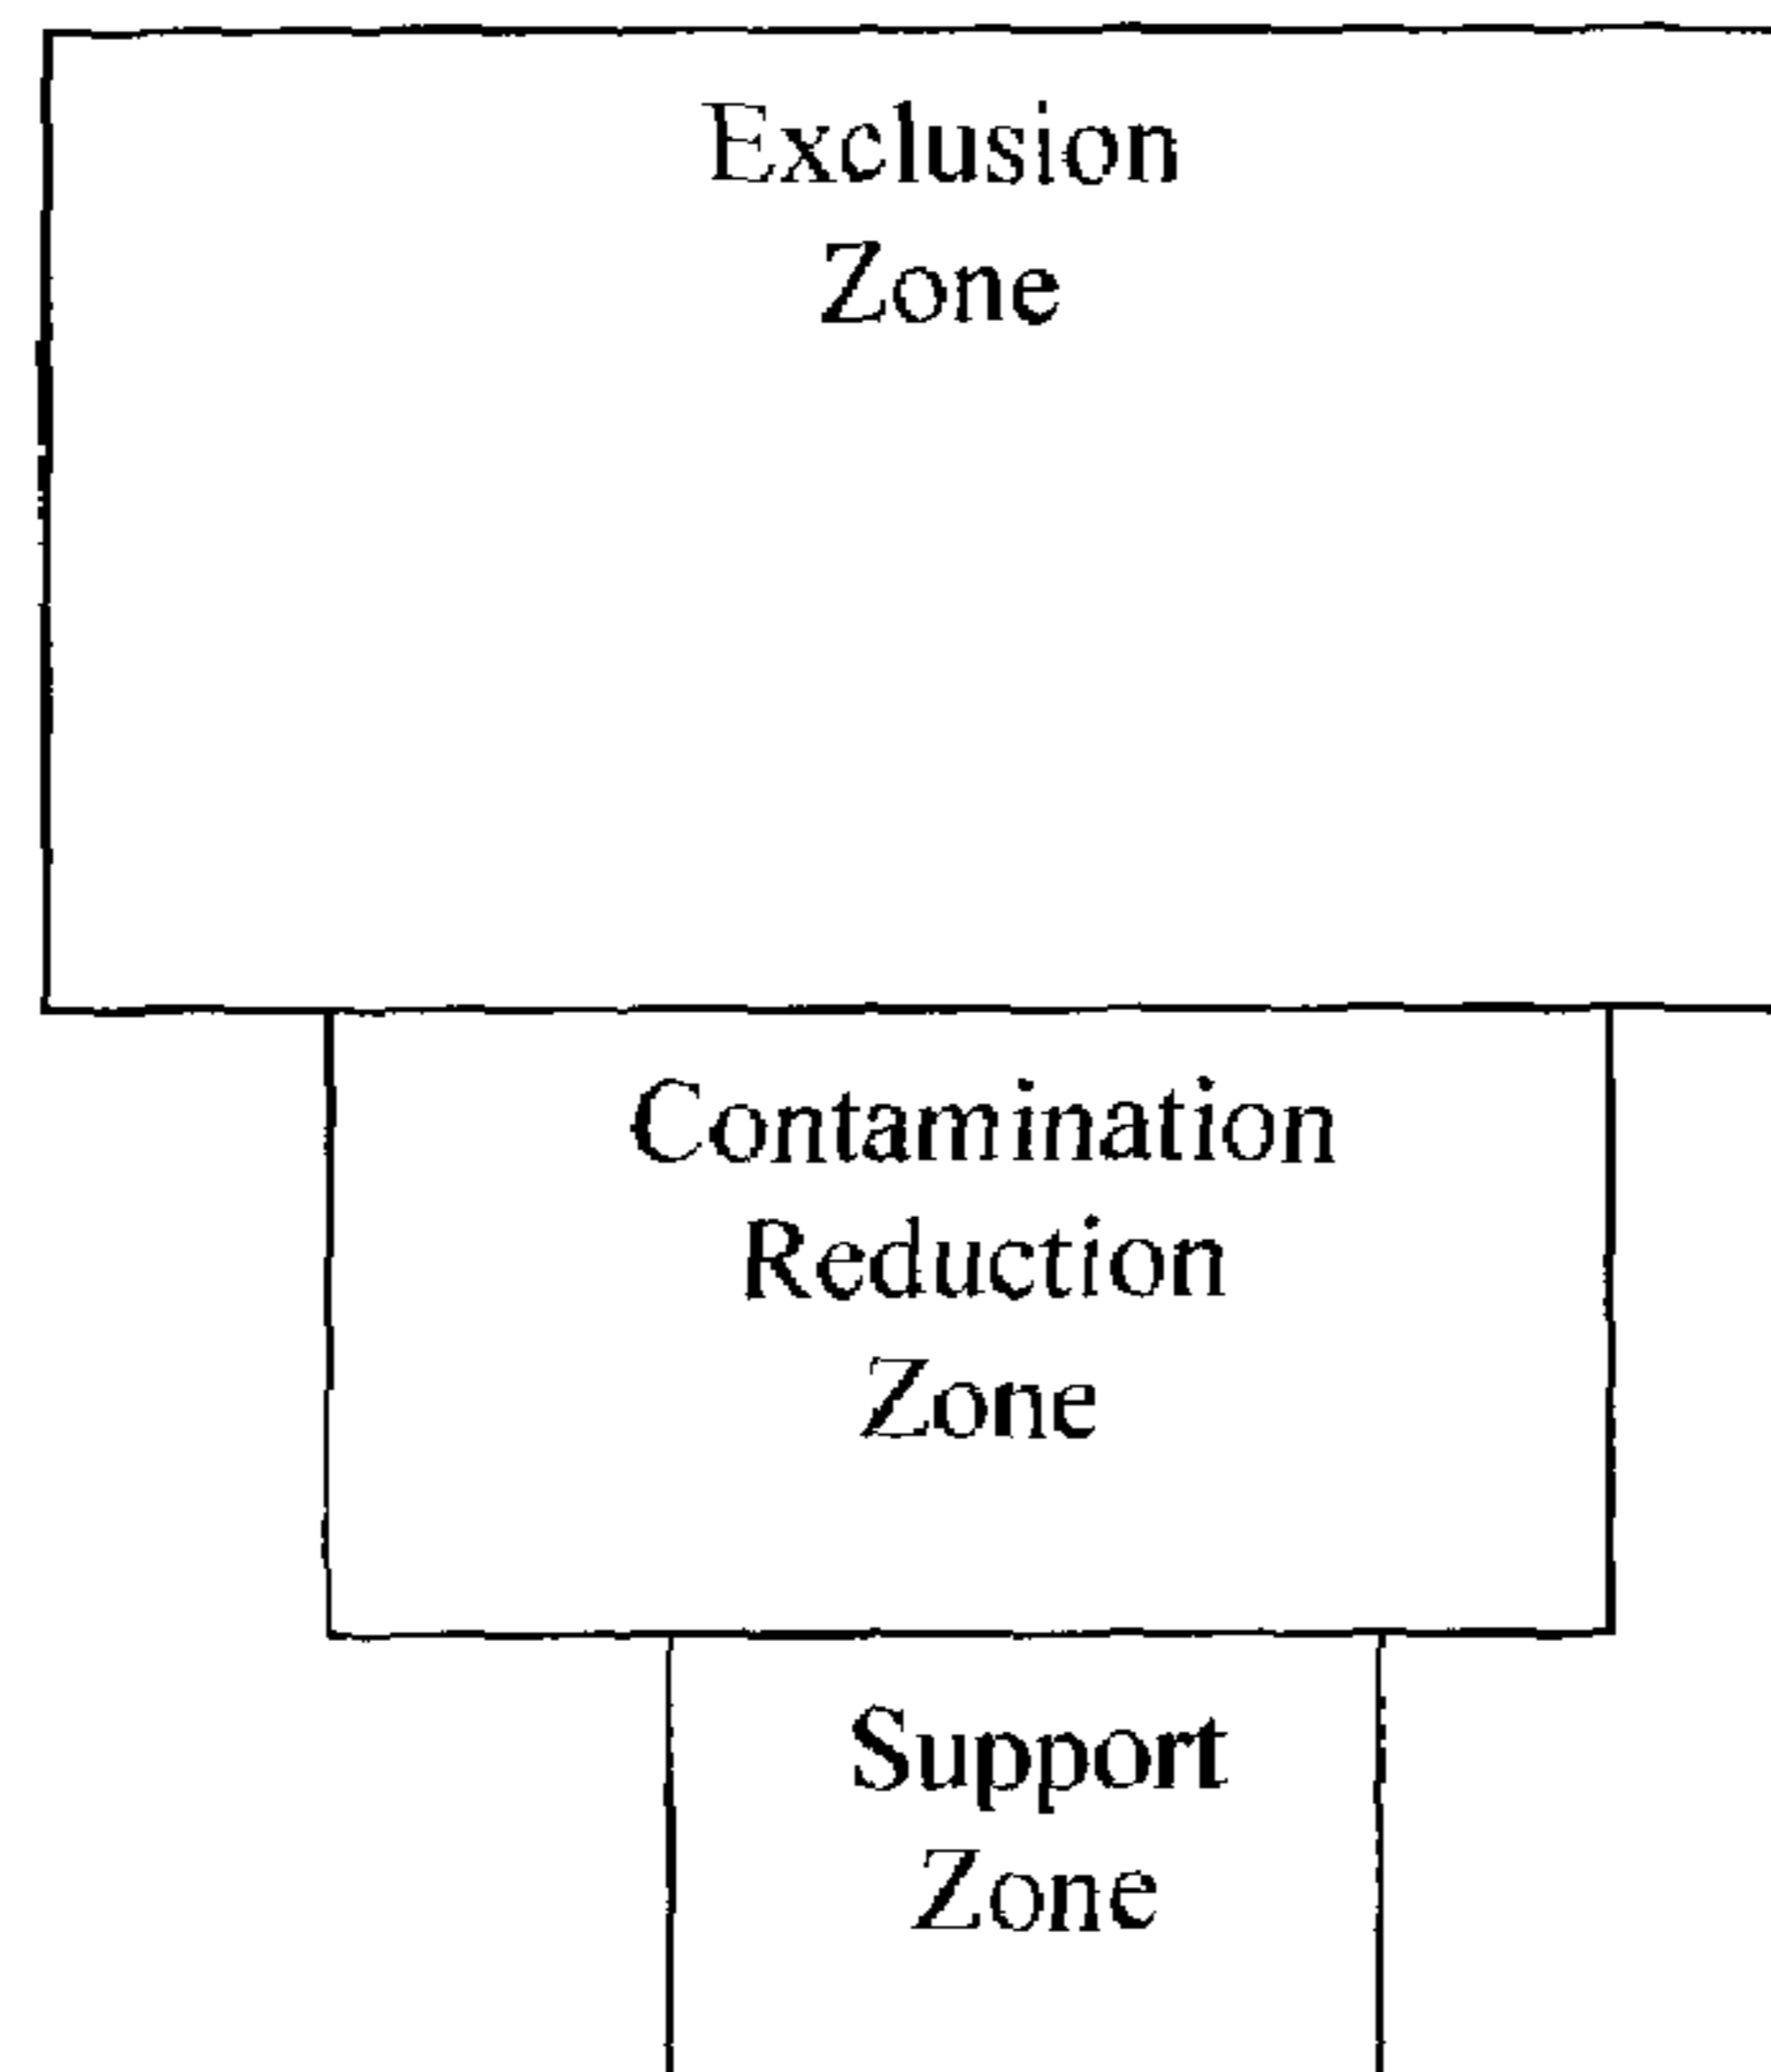 Exclusion
Zone
Contamination
Reduction
Zone
Support
Zone